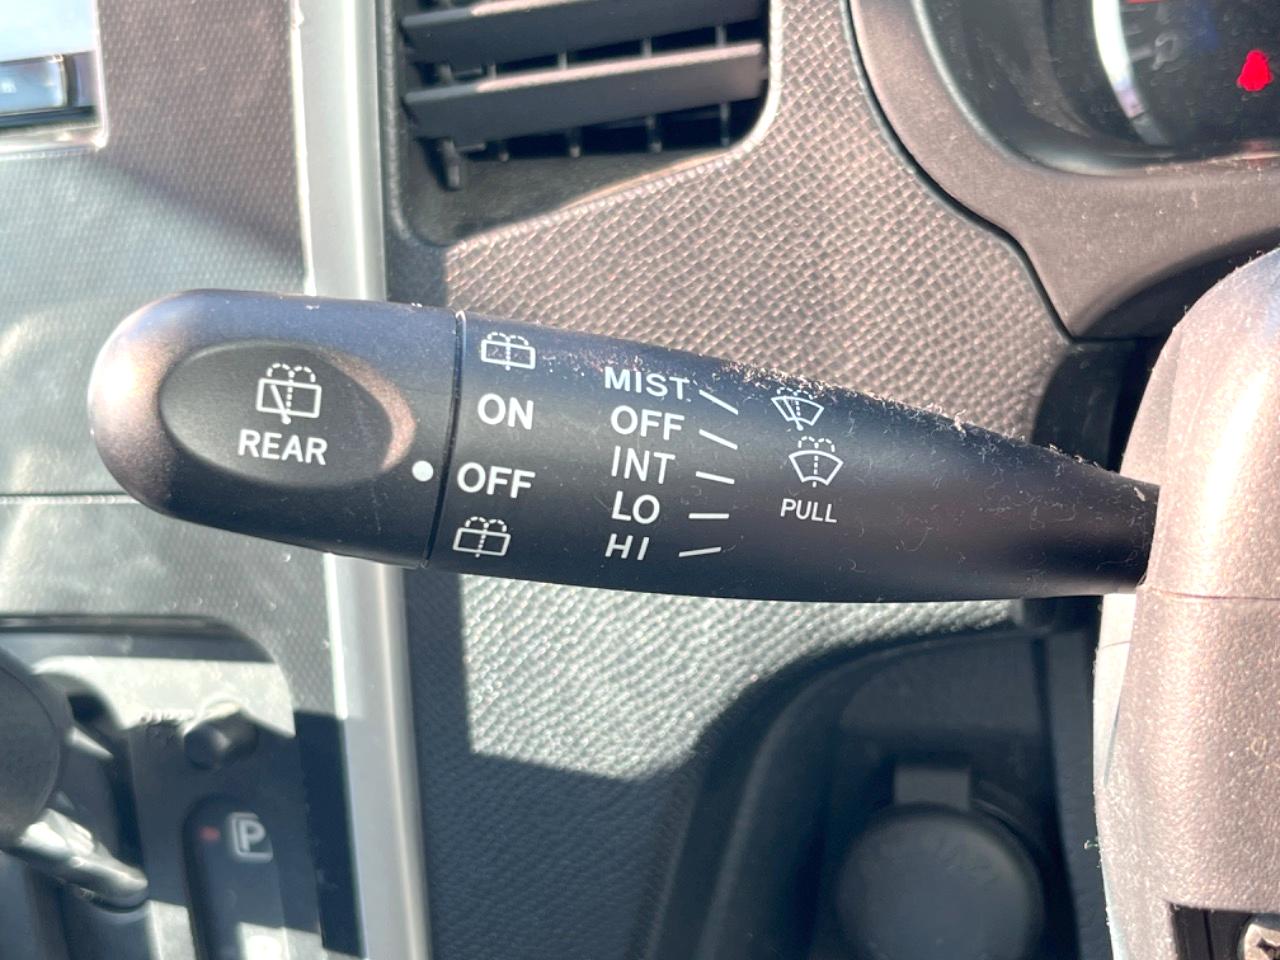 REAR
ON
OFF
MIST
OFF
INT
LO
HI
PULL
P